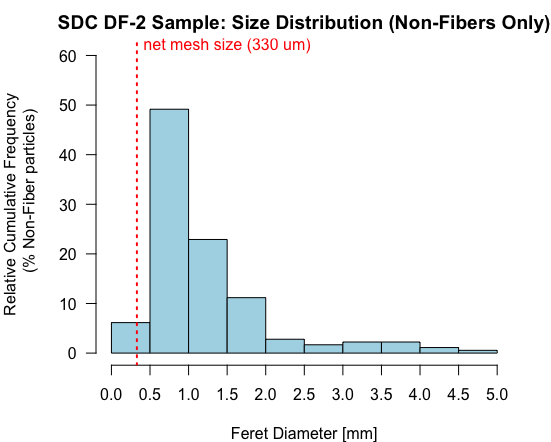 SDC DF-2 Sample: Size Distribution (Non-Fibers Only)
net mesh size (330 um)
Relative Cumulative Frequency
(% Non-Fiber particles)
60
50
40
30
20
10
0
0.0 0.5 1.0 1.5 2.0 2.5 3.0 3.5 4.0 4.5 5.0
Feret Diameter [mm]